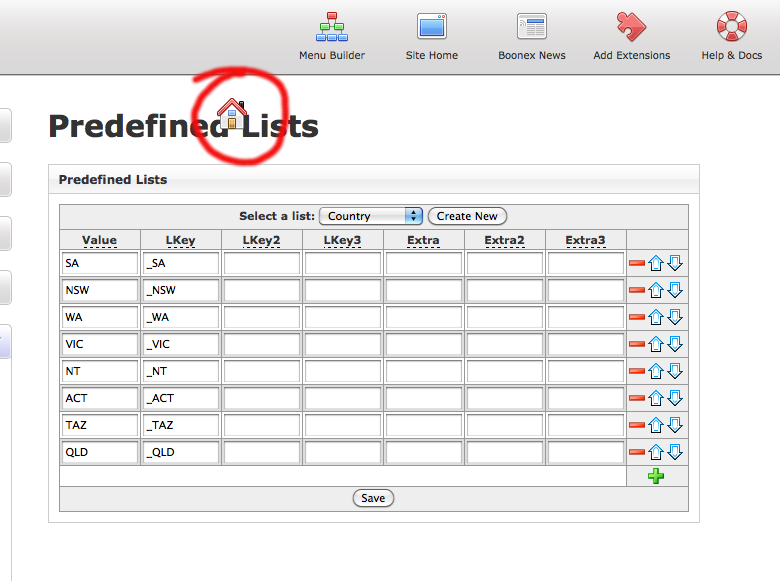 Menu Builder Site Home Boonex News Add Extensions Help & Docs
Predefined Lists
Predefined Lists
Select a list: Country Create New
Value LKey LKey2 LKey3 Extra Extra2 Extra3
SA _SA
NSW _NSW
WA _WA
VIC _VIC
NT _NT
ACT _ACT
TAZ _TAZ
QLD _QLD
Save